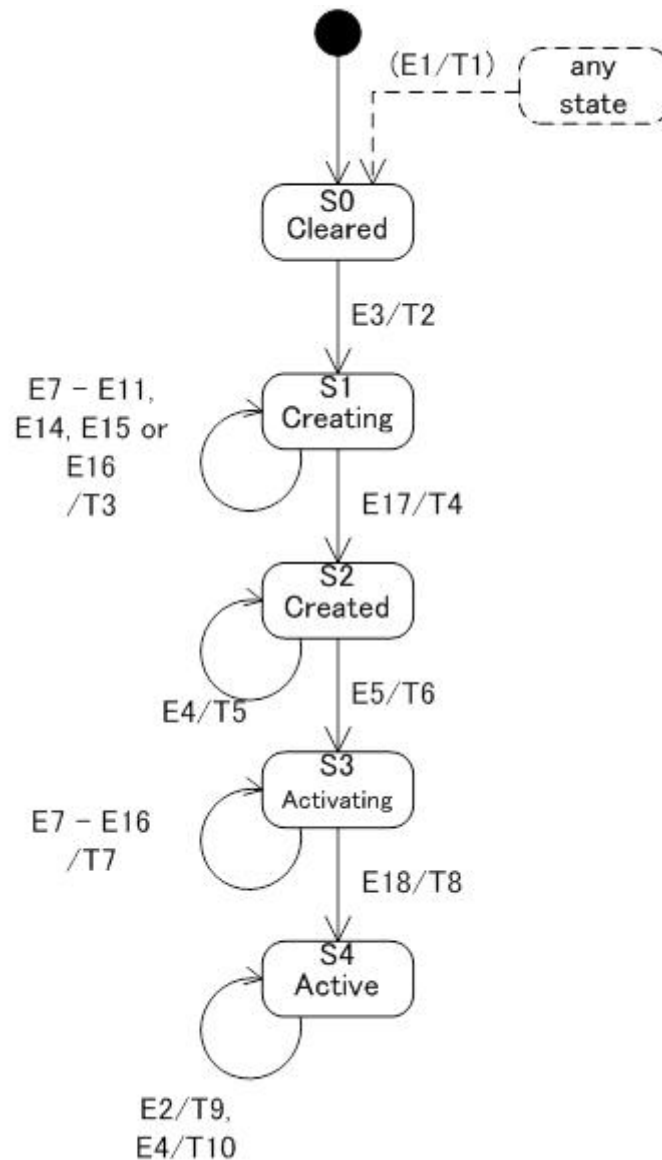 (E1/T1)
any
state
S0
Cleared
E3/T2
E7 - E11,
E14, E15 or
E16
/T3
S1
Creating
E17/T4
S2
Created
E4/T5
E5/T6
S3
Activating
E7 - E16
/T7
E18/T8
S4
Active
E2/T9,
E4/T10